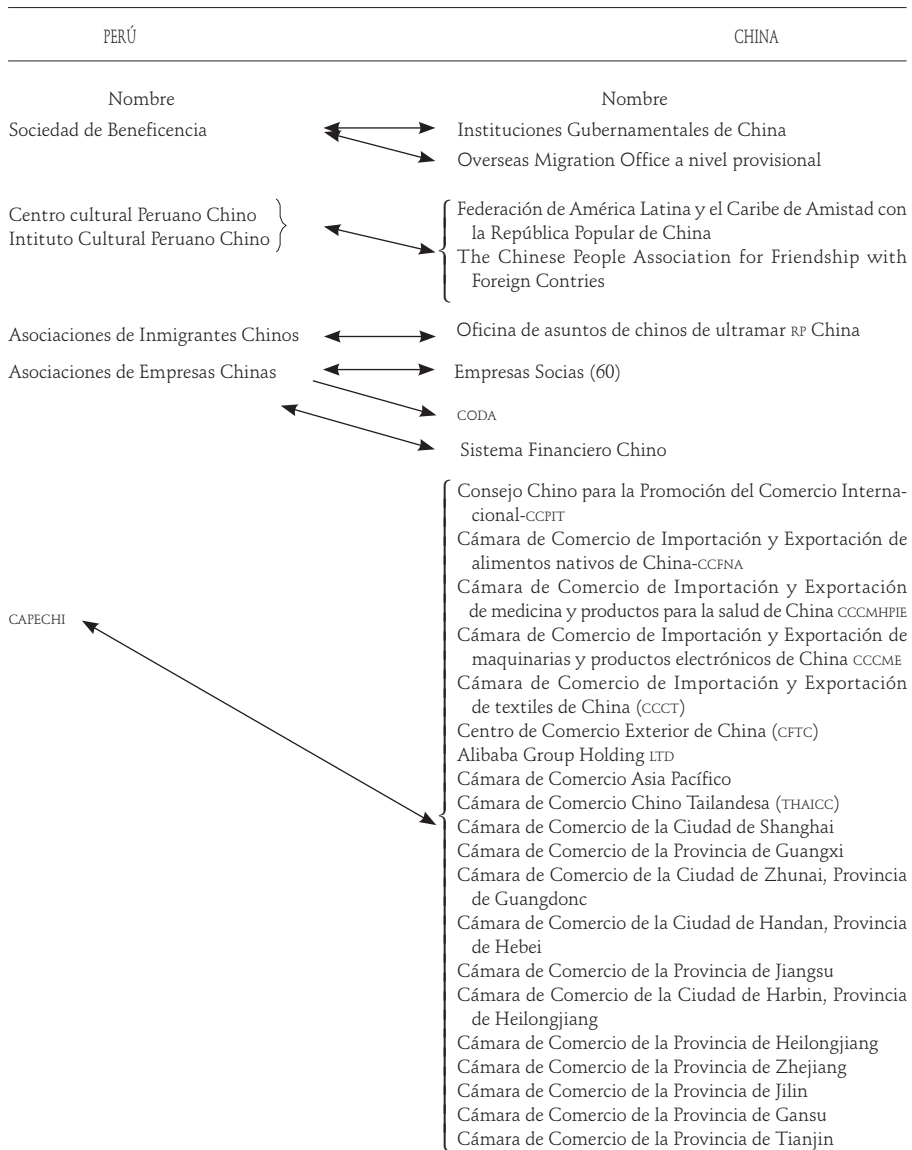 PERÚ
CHINA
Nombre
Nombre
Sociedad de Beneficencia
Instituciones Gubernamentales de China
Overseas Migration Office a nivel provisional
Centro cultural Peruano Chino
Intituto Cultural Peruano Chino
Federación de América Latina y el Caribe de Amistad con
la República Popular de China
The Chinese People Association for Friendship with
Foreign Contries
Asociaciones de Inmigrantes Chinos
Oficina de asuntos de chinos de ultramar RP China
Asociaciones de Empresas Chinas
Empresas Socias (60)
CODA
Sistema Financiero Chino
CAPECHI
Consejo Chino para la Promoción del Comercio Interna-
cional-CCPIT
Cámara de Comercio de Importación y Exportación de
alimentos nativos de China-CCFNA
Cámara de Comercio de Importación y Exportación
de medicina y productos para la salud de China CCCMHPIE
Cámara de Comercio de Importación y Exportación de
maquinarias y productos electrónicos de China CCCME
Cámara de Comercio de Importación y Exportación
de textiles de China (CCCT)
Centro de Comercio Exterior de China (CFTC)
Alibaba Group Holding LTD
Cámara de Comercio Asia Pacífico
Cámara de Comercio Chino Tailandesa (THAICC)
Cámara de Comercio de la Ciudad de Shanghai
Cámara de Comercio de la Provincia de Guangxi
Cámara de Comercio de la Ciudad de Zhunai, Provincia
de Guangdonc
Cámara de Comercio de la Ciudad de Handan, Provincia
de Hebei
Cámara de Comercio de la Provincia de Jiangsu
Cámara de Comercio de la Ciudad de Harbin, Provincia
de Heilongjiang
Cámara de Comercio de la Provincia de Heilongjiang
Cámara de Comercio de la Provincia de Zhejiang
Cámara de Comercio de la Provincia de Jilin
Cámara de Comercio de la Provincia de Gansu
Cámara de Comercio de la Provincia de Tianjin